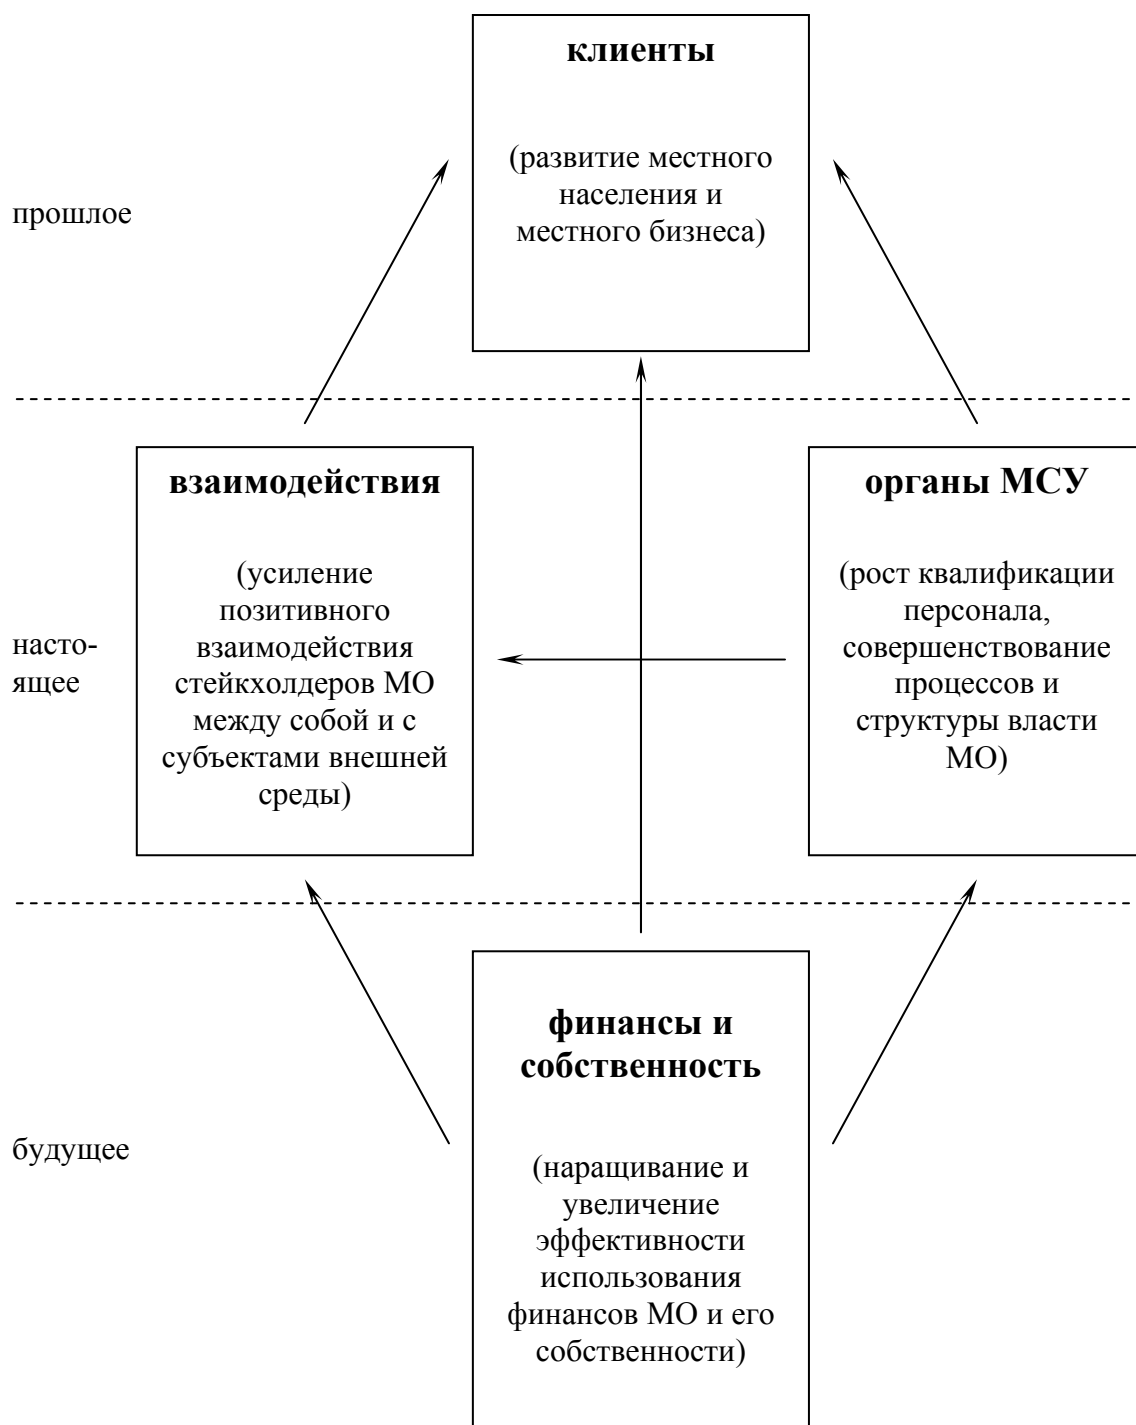 клиенты
(развитие местного
населения и
местного бизнеса)
прошлое
взаимодействия
(усиление
позитивного
взаимодействия
стейкхолдеров МО
между собой и с
субъектами внешней
среды)
органы МСУ
(рост квалификации
персонала,
совершенствование
процессов и
структуры власти
МО)
насто-
ящее
финансы и
собственность
(наращивание и
увеличение
эффективности
использования
финансов МО и его
собственности)
будущее